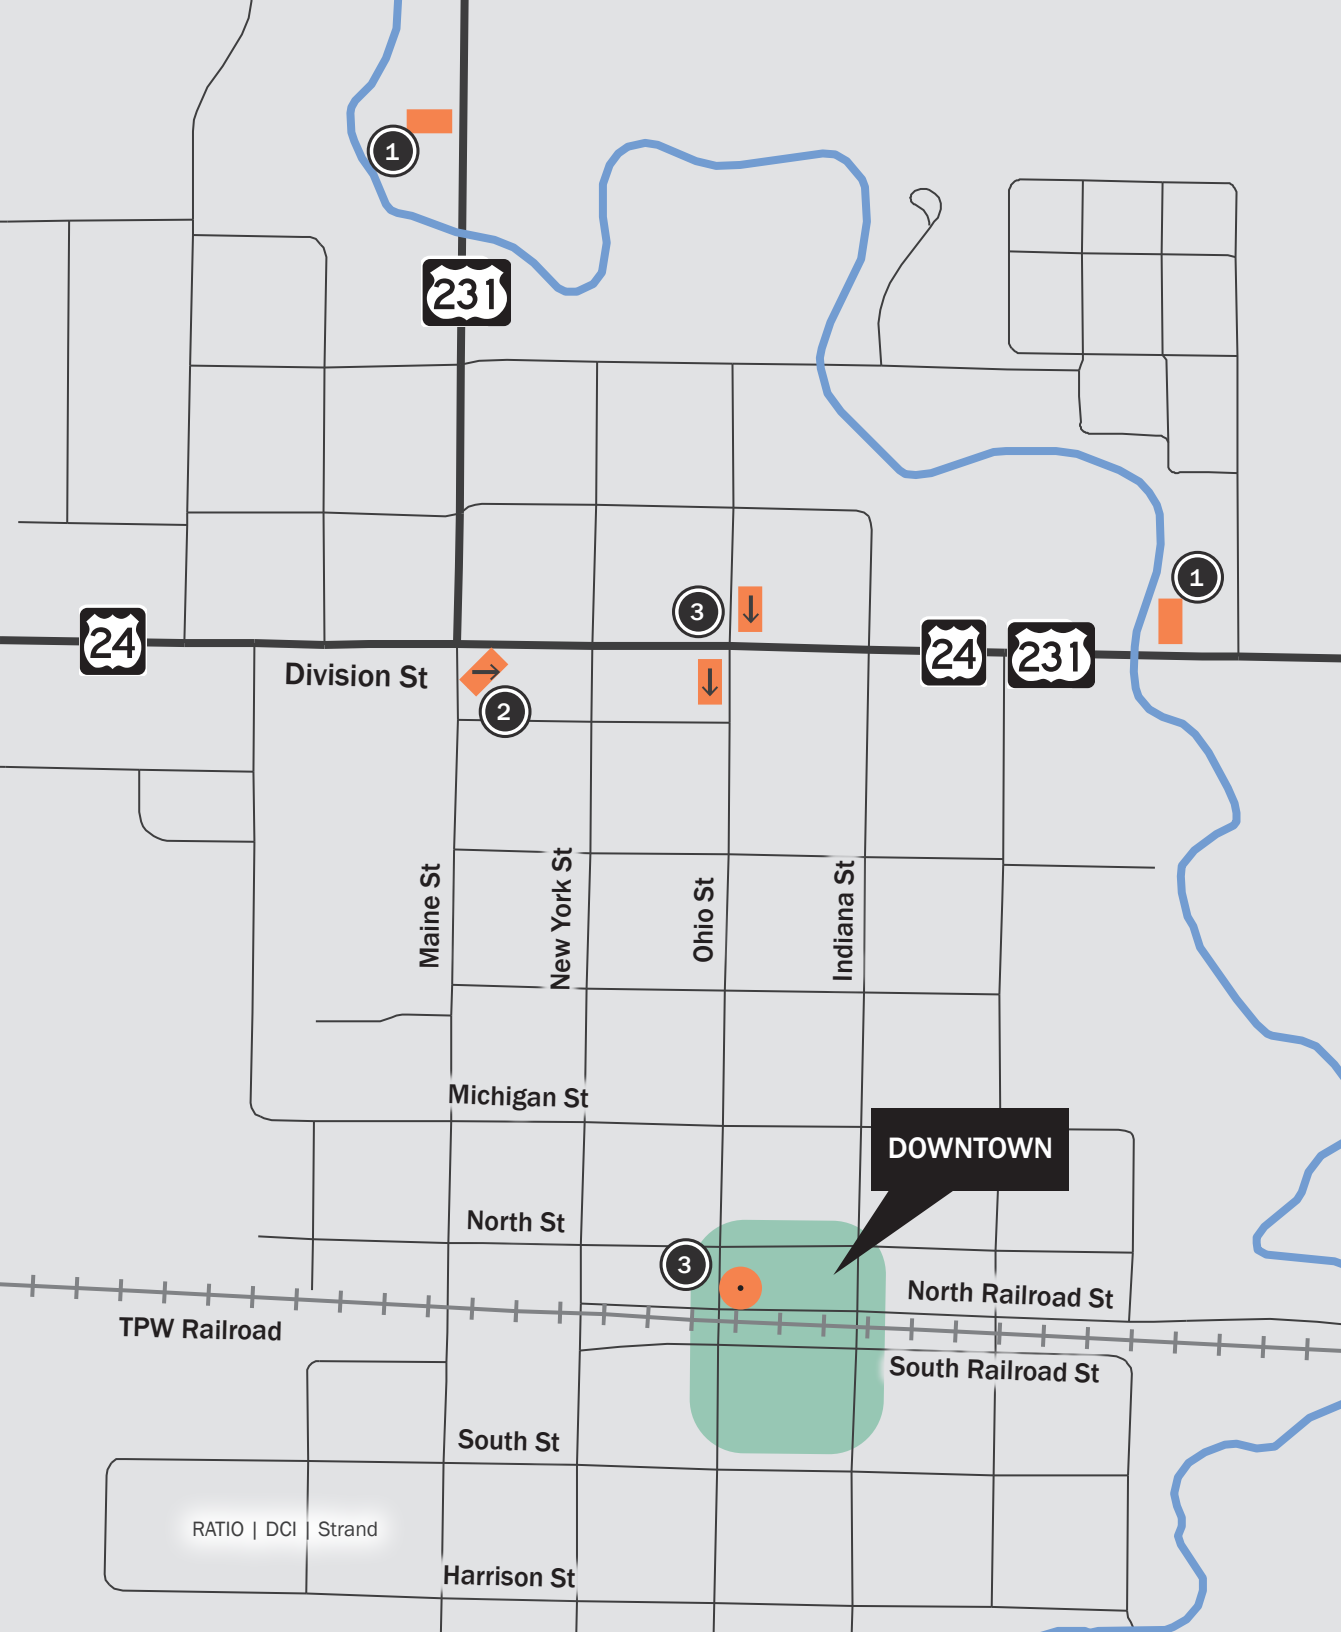 1
231
1
3
24
24
231
Division St
2
Maine St
New York St
Ohio St
Indiana St
Michigan St
DOWNTOWN
North St
3
North Railroad St
TPW Railroad
South Railroad St
South St
RATIO | DCI | Strand
Harrison St